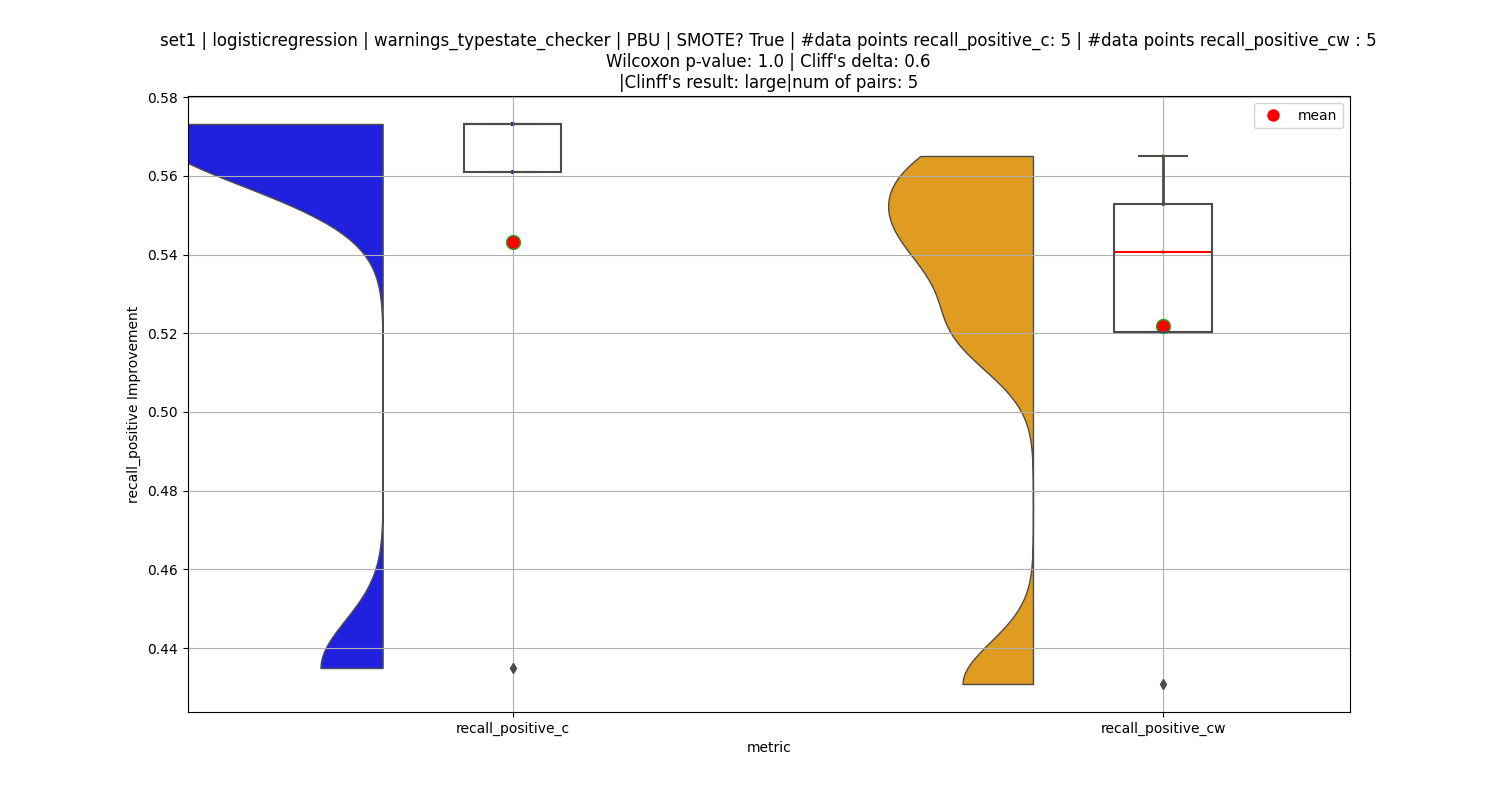 set1 | logisticregression | warnings_typestate_checker | PBU | SMOTE? True | #data points recall_positive_c: 5 | #data points recall_positive_cw : 5
Wilcoxon p-value: 1.0 | Cliff's delta: 0.6
|Clinff's result: large|num of pairs: 5
mean
0.58
0.56
0.54
0.52
0.50
0.48
0.46
0.44
recall_positive Improvement
recall_positive_c
recall_positive_cw
metric